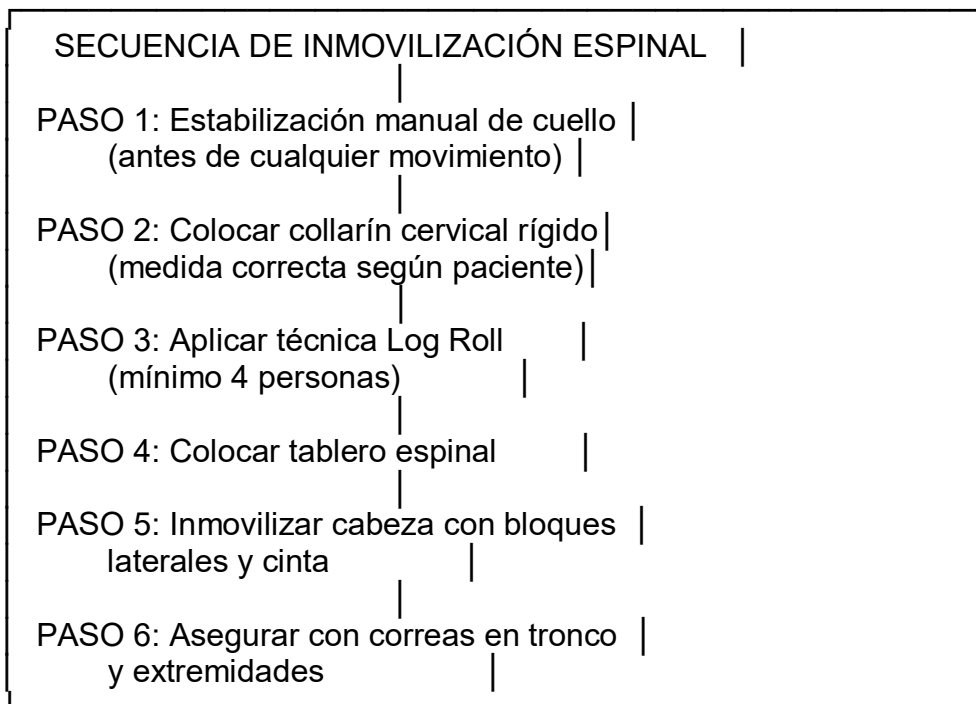 SECUENCIA DE INMOVILIZACIÓN ESPINAL
PASO 1: Estabilización manual de cuello
(antes de cualquier movimiento)
PASO 2: Colocar collarín cervical rígido
(medida correcta según paciente)
PASO 3: Aplicar técnica Log Roll
(mínimo 4 personas)
PASO 4: Colocar tablero espinal
PASO 5: Inmovilizar cabeza con bloques
laterales y cinta
PASO 6: Asegurar con correas en tronco
y extremidades